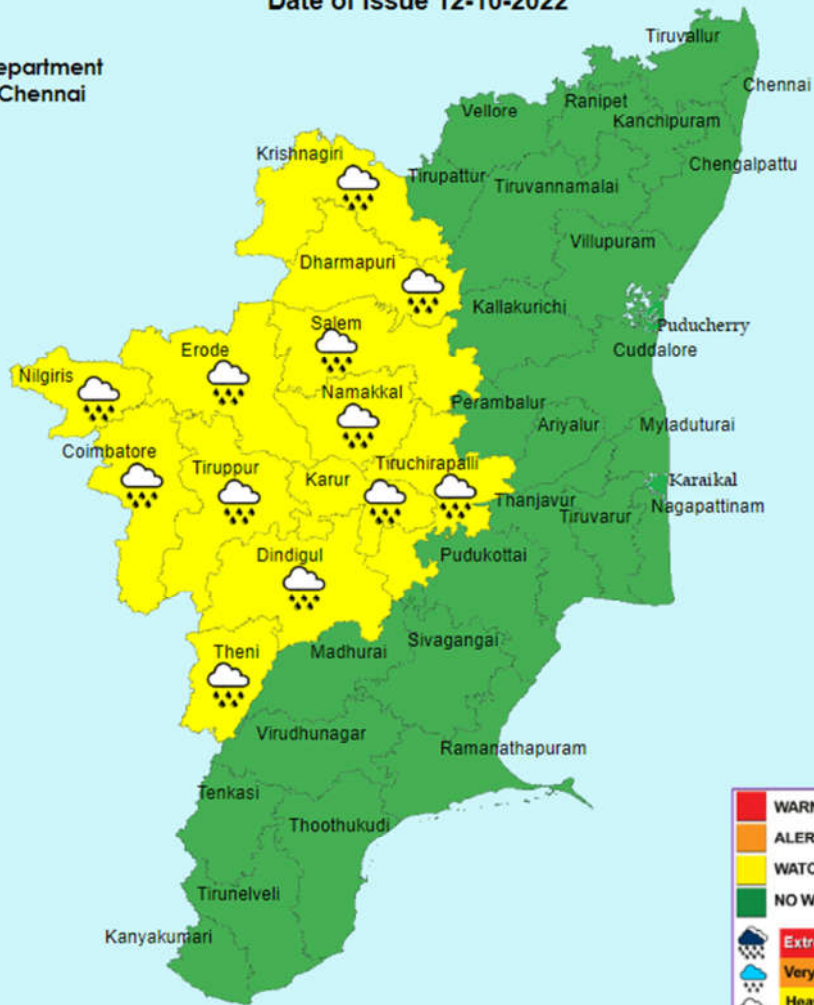 Date of Issue 12-10-2022
epartment
Chennai
Tiruvallur
Chennai
Ranipet
Vellore
Kanchipuram
Krishnagiri
Chengalpattu
Tirupattur
Tiruvannamalai
Villupuram
Dharmapuri
Kallakurichi
Salem
Puducherry
Erode
Cuddalore
Nilgiris
Namakkal
Perambalur
Ariyalur
Myladuturai
Coimbatore
Tiruppur
Karur
Tiruchirapalli
Karaikal
Thanjavur
Nagapattinam
Tiruvarur
Dindigul
Pudukottai
Theni
Madhurai
Sivagangai
Virudhunagar
Ramanathapuram
Tenkasi
Thoothukudi
Tirunelveli
Kanyakumari
WARN
ALER
WATC
NO W
Extr
Very
Hea